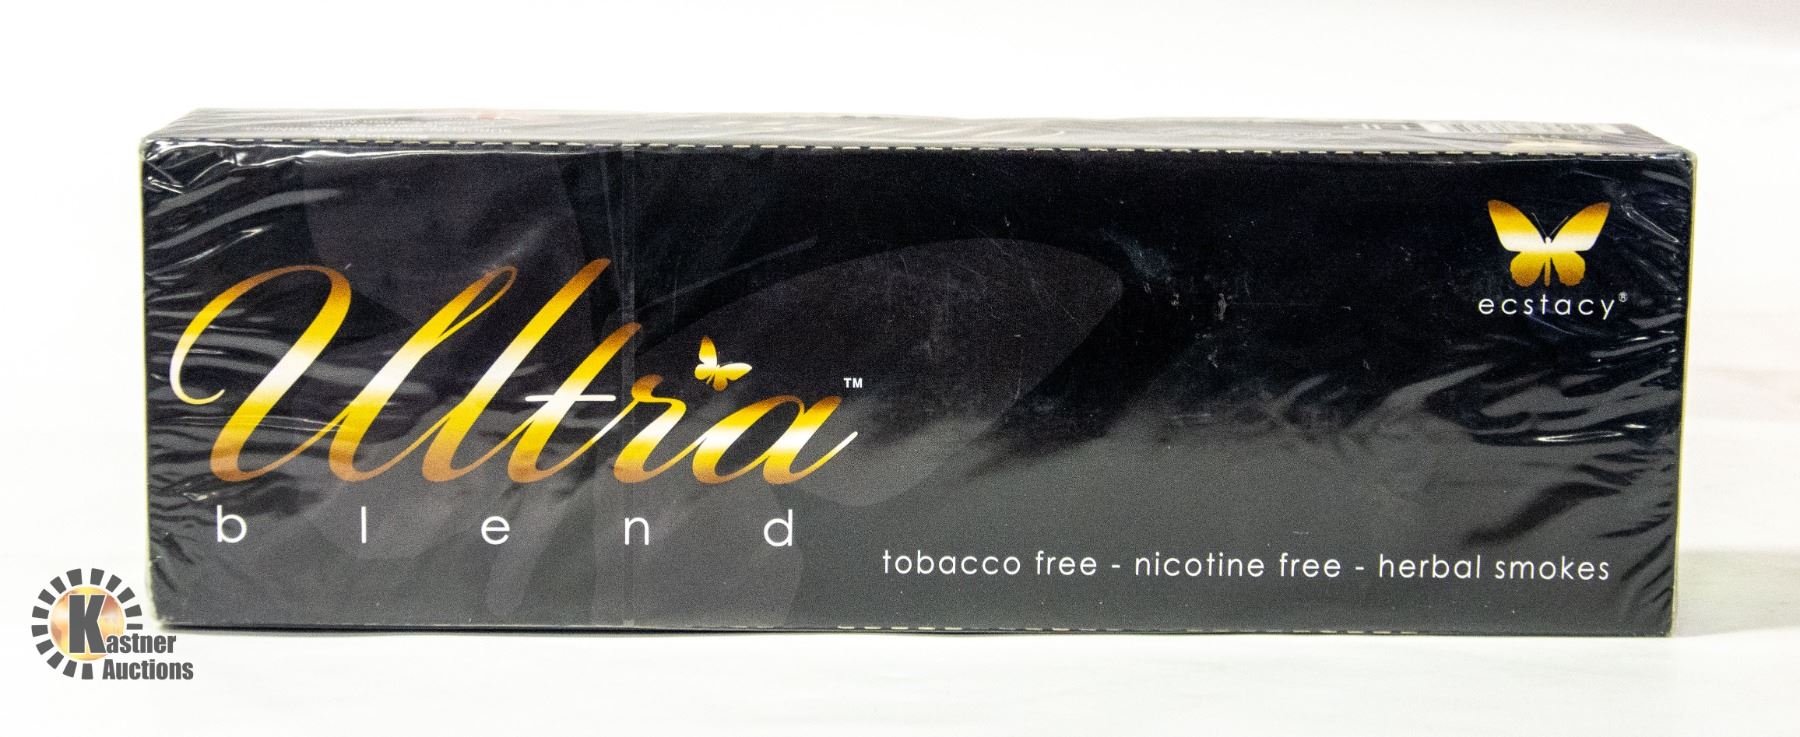 ecstacy®
Ultra™
blend
tobacco free - nicotine free - herbal smokes
Kastner
Auctions